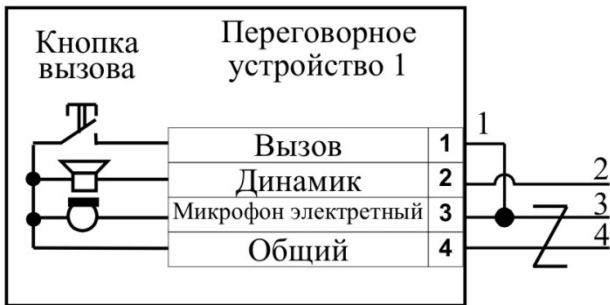 Кнопка
вызова
Переговорное
устройство 1
Вызов 1 1
Динамик 2 2
Микрофон электретный 3 3
Общий 4 4